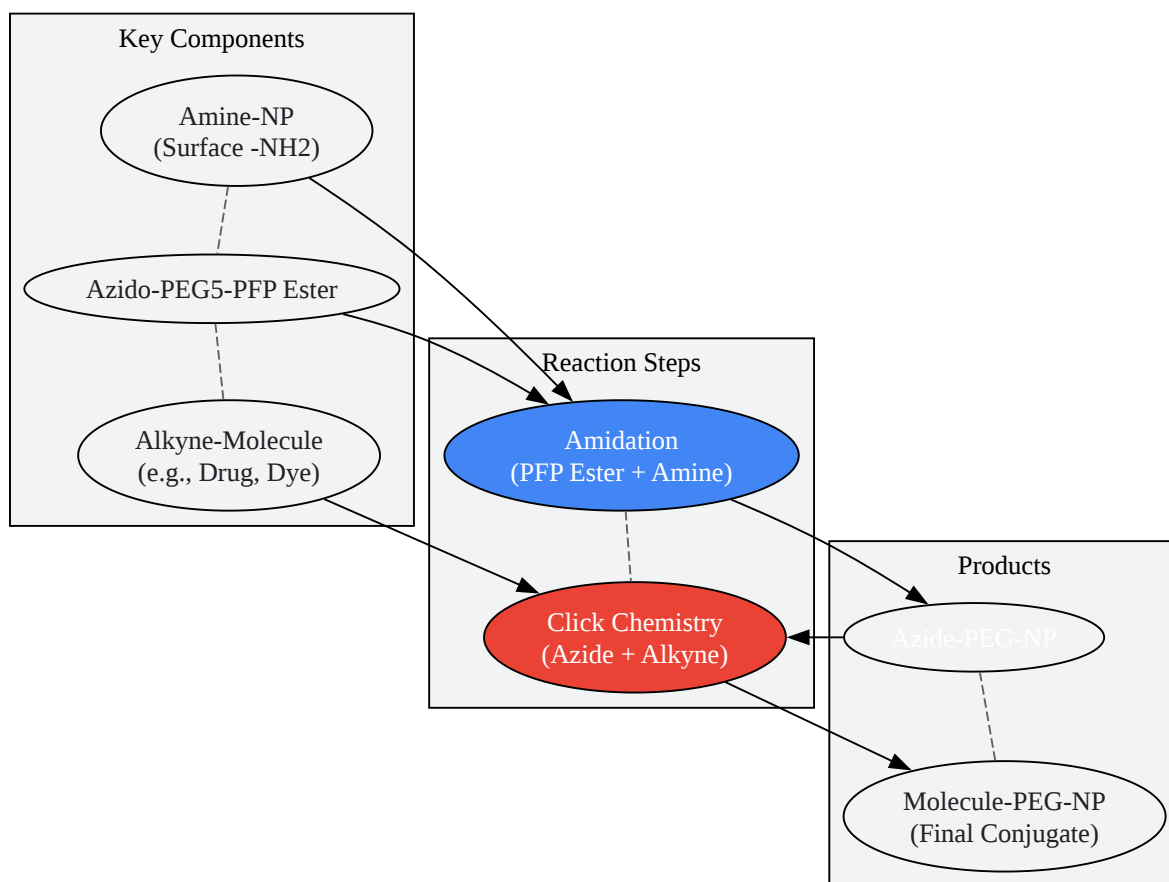 Key Components
Amine-NP
(Surface -NH2)
Azido-PEG5-PFP Ester
Alkyne-Molecule
(e.g., Drug, Dye)
Reaction Steps
Amidation
(PFP Ester + Amine)
Click Chemistry
(Azide + Alkyne)
Products
Azide-PEG-NP
Molecule-PEG-NP
(Final Conjugate)